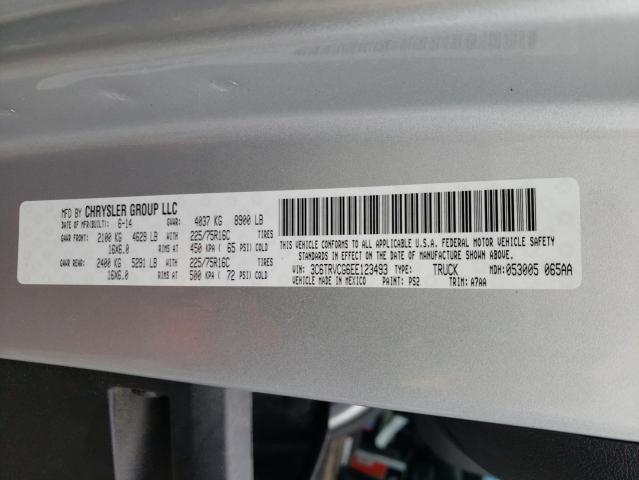 MFD BY CHRYSLER GROUP LLC
DATE OF MFR(BUILT): 6-14 GVWR: 4037 KG 8900 LB
GAWR FRONT: 2100 KG 4629 LB WITH 225/75R16C TIRES
16X6.0 RIMS AT 450 KPA ( 65 PSI) COLD
GAWR REAR: 2400 KG 5291 LB WITH 225/75R16C TIRES
16X6.0 RIMS AT 500 KPA ( 72 PSI) COLD
THIS VEHICLE CONFORMS TO ALL APPLICABLE U.S.A. FEDERAL MOTOR VEHICLE SAFETY
STANDARDS IN EFFECT ON THE DATE OF MANUFACTURE SHOWN ABOVE.
VIN: 3C6TRVCG6EE123493 TYPE: TRUCK MDH: 053005 065AA
VEHICLE MADE IN MEXICO PAINT: PS2 TRIM: A7AA